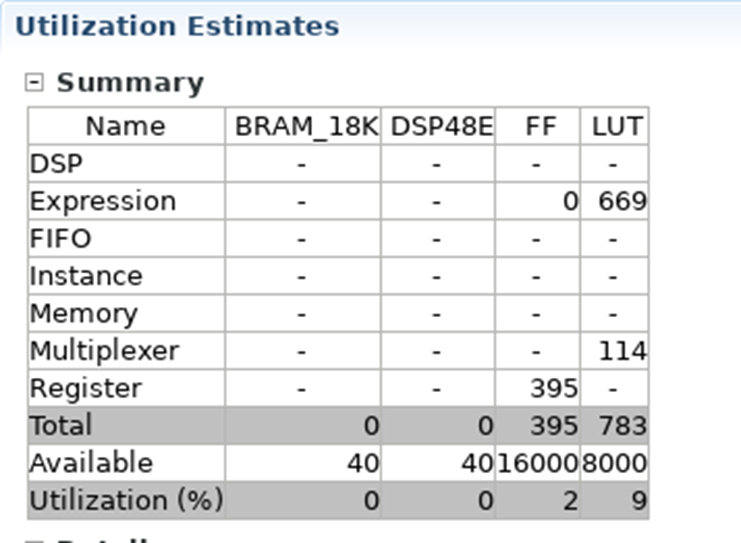 Utilization Estimates
Summary
Name BRAM_18K DSP48E FF LUT
DSP - - - -
Expression - - 0 669
FIFO - - - -
Instance - - - -
Memory - - - -
Multiplexer - - - 114
Register - - 395 -
Total 0 0 395 783
Available 40 40 16000 8000
Utilization (%) 0 0 2 9